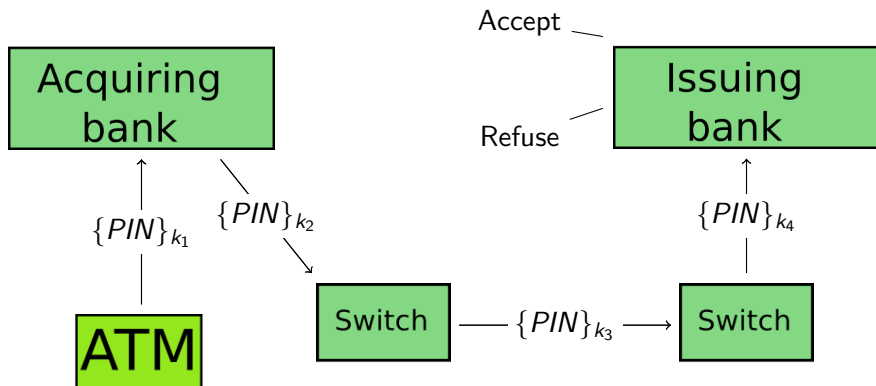 Accept
Acquiring
bank
Issuing
bank
Refuse
{PIN}k₁
{PIN}k₂
{PIN}k₄
Switch
{PIN}k₃
Switch
ATM